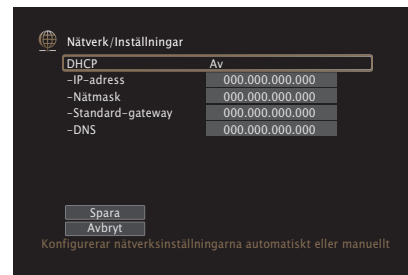 Nätverk/Inställningar
DHCP Av
-IP-adress 000.000.000.000
-Nätmask 000.000.000.000
-Standard-gateway 000.000.000.000
-DNS 000.000.000.000
Spara
Avbryt
Konfigurerar nätverksinställningarna automatiskt eller manuellt